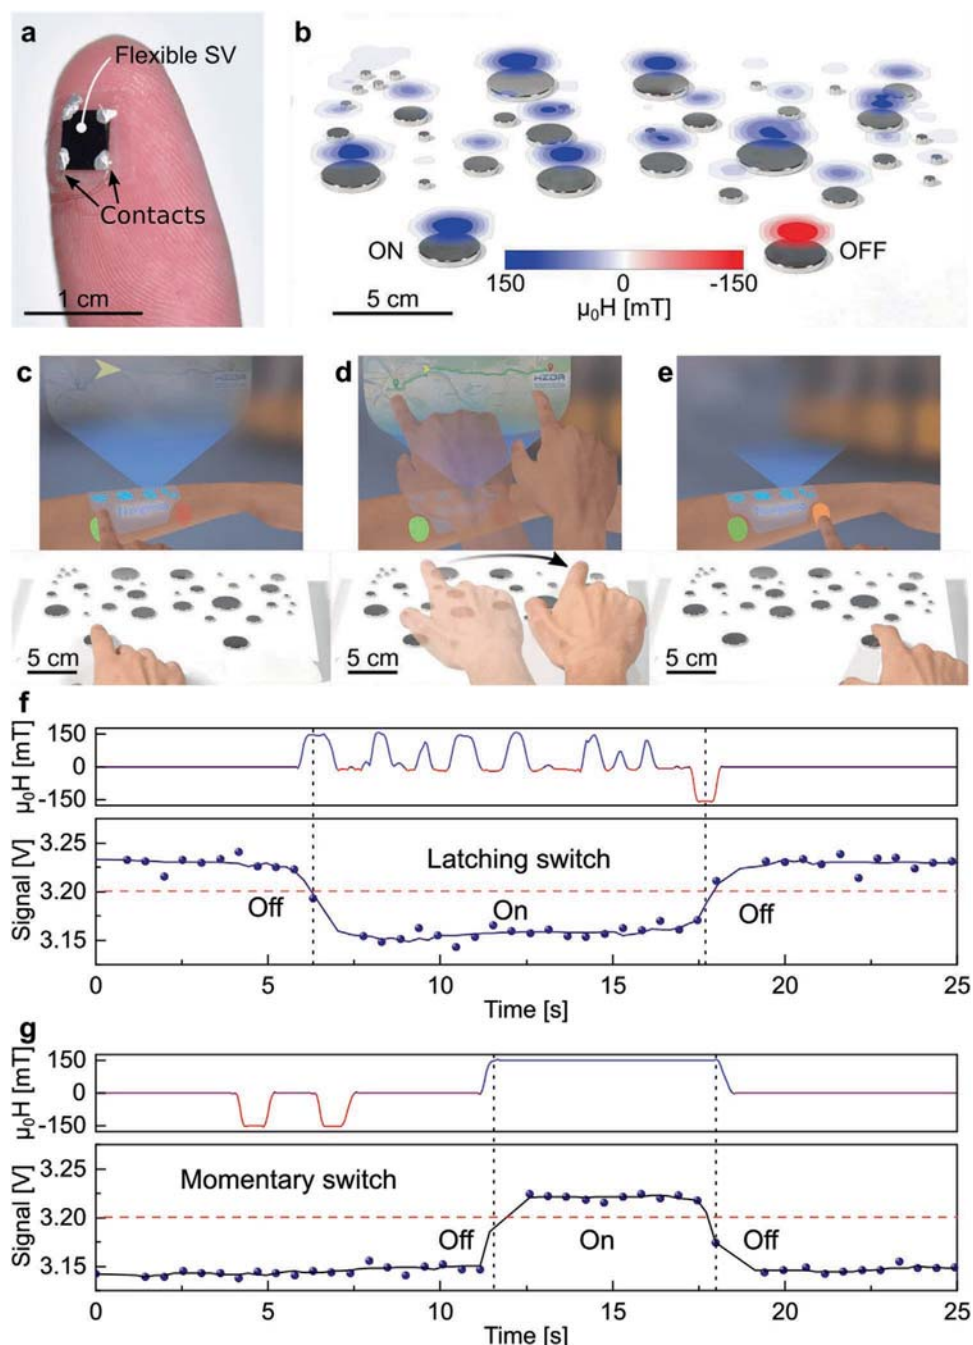 a
Flexible SV
Contacts
1 cm
b
ON
OFF
150 0 -150
μ₀H [mT]
5 cm
c
d
e
HZDR
5 cm
5 cm
5 cm
f
μ₀H [mT]
150
0
-150
Signal [V]
3.25
3.20
3.15
Latching switch
Off
On
Off
0 5 10 15 20 25
Time [s]
g
μ₀H [mT]
150
0
-150
Signal [V]
3.25
3.20
3.15
Momentary switch
Off
On
Off
0 5 10 15 20 25
Time [s]